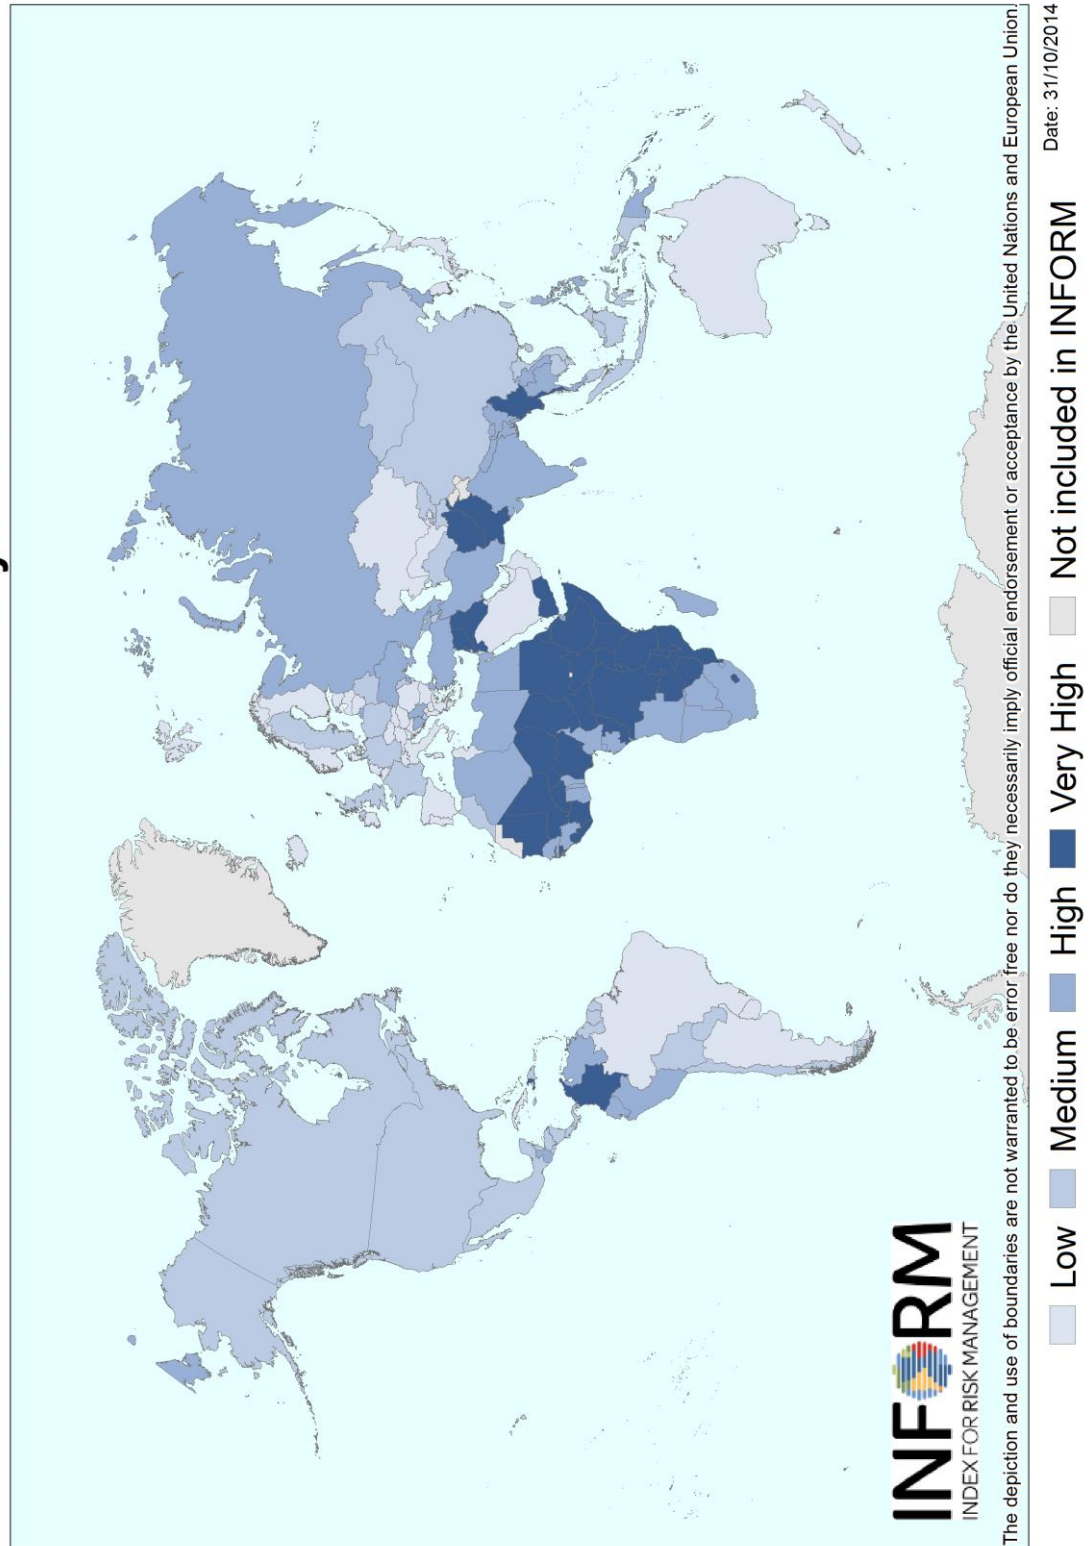 INFORM
INDEX FOR RISK MANAGEMENT
The depiction and use of boundaries are not warranted to be error free nor do they necessarily imply official endorsement or acceptance by the United Nations and European Union.
Low Medium High Very High Not included in INFORM
Date: 31/10/2014